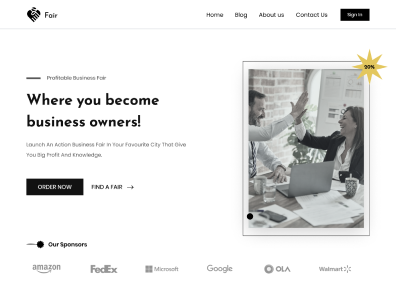 Fair
Home Blog About us Contact Us Sign In
20%
Profitable Business Fair
Where you become
business owners!
Launch An Action Business Fair in Your Favourite City That Give
You Big Profit And Knowledge.
ORDER NOW FIND A FAIR
Our Sponsors
amazon FedEx Microsoft Google OLA Walmart